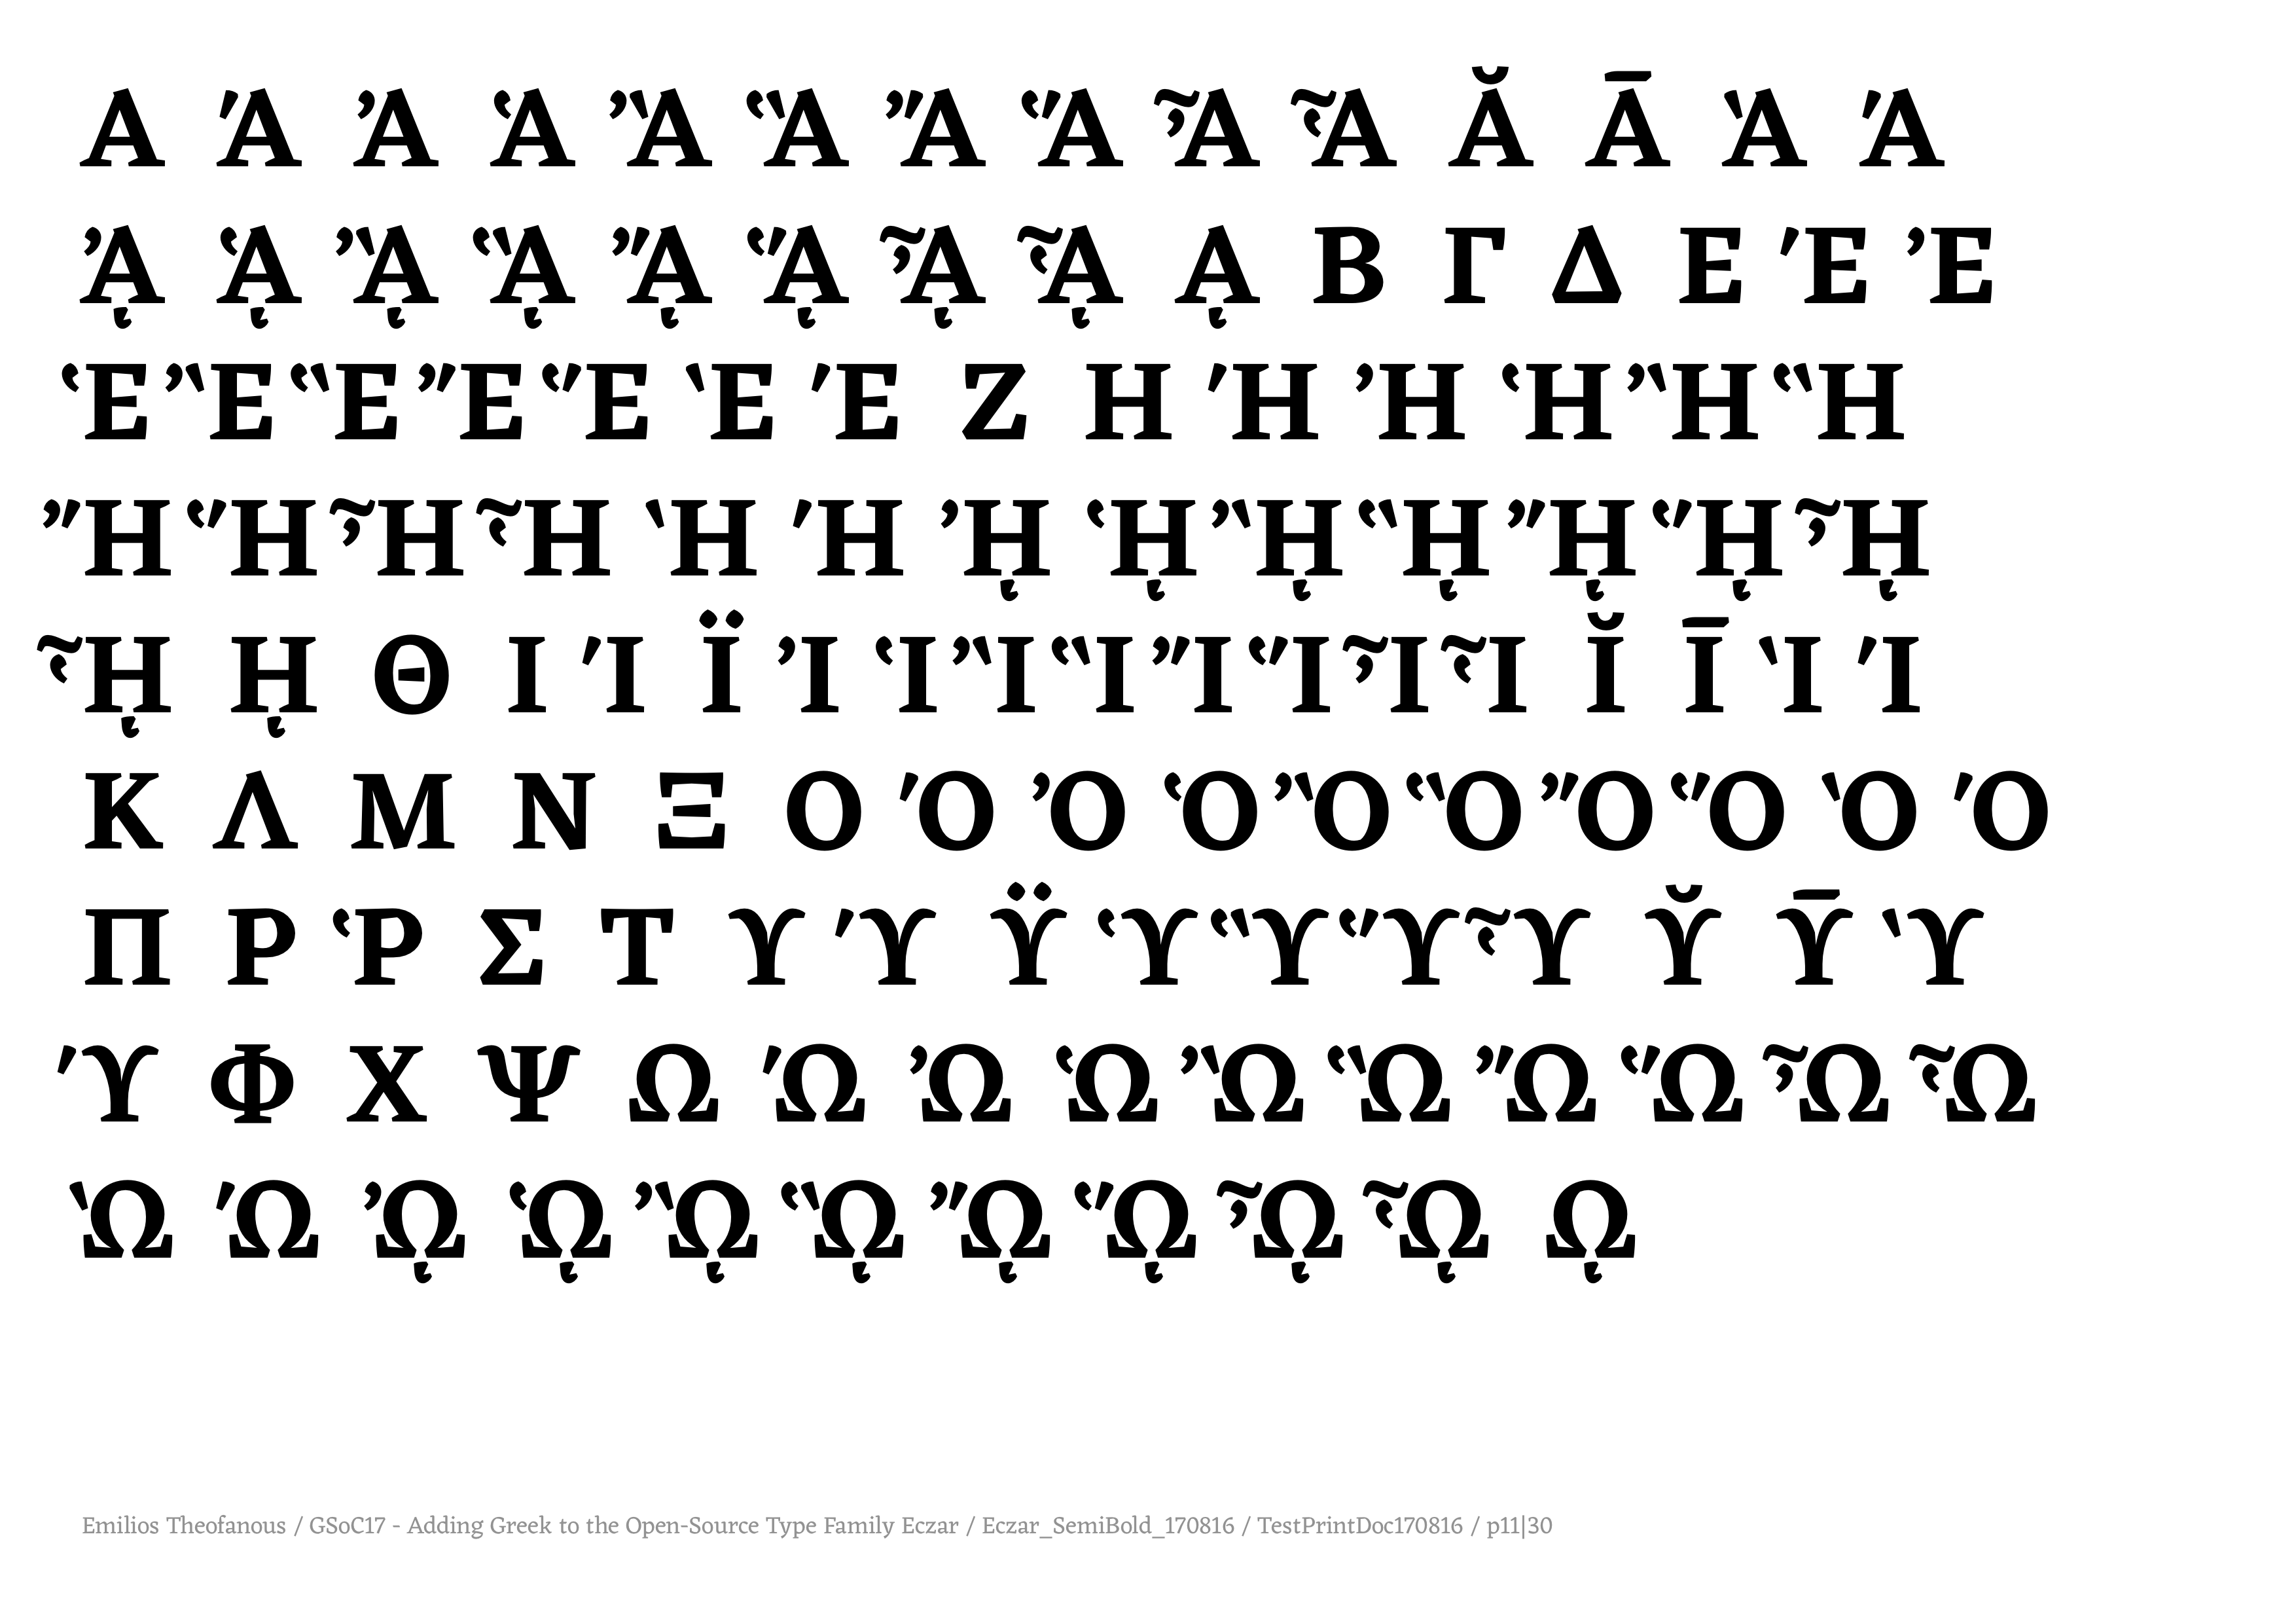 Α Ά Ἀ Ἁ Ἂ Ἃ Ἄ Ἅ Ἆ Ἇ Ᾰ Ᾱ Ὰ Ά
ᾈ ᾉ ᾊ ᾋ ᾌ ᾍ ᾎ ᾏ ᾼ Β Γ Δ Ε Έ Ἐ
Ἑ Ἒ Ἓ Ἔ Ἕ Ὲ Έ Ζ Η Ή Ἠ Ἡ Ἢ Ἣ
Ἤ Ἥ Ἦ Ἧ Ὴ Ή ᾘ ᾙ ᾚ ᾛ ᾜ ᾝ ᾞ
ᾟ ῌ Θ Ι Ί Ϊ Ἰ Ἱ Ἲ Ἳ Ἴ Ἵ Ἶ Ἷ Ῐ Ῑ Ὶ Ί
Κ Λ Μ Ν Ξ Ο Ό Ὀ Ὁ Ὂ Ὃ Ὄ Ὅ Ὸ Ό
Π Ρ Ῥ Σ Τ Υ Ύ Ϋ Ὑ Ὓ Ὕ Ὗ Ῠ Ῡ Ὺ
Ύ Φ Χ Ψ Ω Ώ Ὠ Ὡ Ὢ Ὣ Ὤ Ὥ Ὦ Ὧ
Ὼ Ώ ᾨ ᾩ ᾪ ᾫ ᾬ ᾭ ᾮ ᾯ ῼ
Emilios Theofanous / GSoC17 - Adding Greek to the Open-Source Type Family Eczar / Eczar_SemiBold_170816 / TestPrintDoc170816 / p11|30